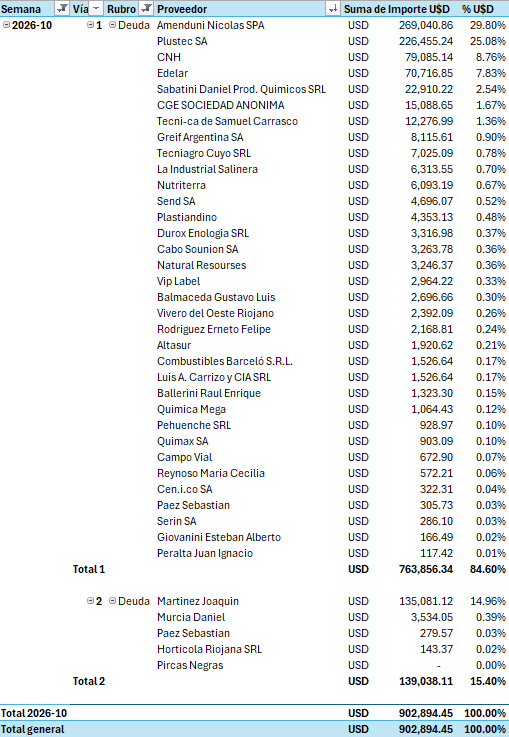 Semana Vía Rubro Proveedor Suma de Importe U$D % U$D
2026-10 1 Deuda Amenduni Nicolas SPA USD 269,040.86 29.80%
Plustec SA USD 226,455.24 25.08%
CNH USD 79,085.14 8.76%
Edelar USD 70,716.85 7.83%
Sabatini Daniel Prod. Quimicos SRL USD 22,910.22 2.54%
CGE SOCIEDAD ANONIMA USD 15,088.65 1.67%
Tecni-ca de Samuel Carrasco USD 12,276.99 1.36%
Greif Argentina SA USD 8,115.61 0.90%
Tecniagro Cuyo SRL USD 7,025.09 0.78%
La Industrial Salinera USD 6,313.55 0.70%
Nutriterra USD 6,093.19 0.67%
Send SA USD 4,696.07 0.52%
Plastiandino USD 4,353.13 0.48%
Durox Enologia SRL USD 3,316.98 0.37%
Cabo Sounion SA USD 3,263.78 0.36%
Natural Resourses USD 3,246.37 0.36%
Vip Label USD 2,964.22 0.33%
Balmaceda Gustavo Luis USD 2,696.66 0.30%
Vivero del Oeste Riojano USD 2,392.09 0.26%
Rodriguez Erneto Felipe USD 2,168.81 0.24%
Altasur USD 1,920.62 0.21%
Combustibles Barceló S.R.L. USD 1,526.64 0.17%
Luis A. Carrizo y CIA SRL USD 1,526.64 0.17%
Ballerini Raul Enrique USD 1,323.30 0.15%
Quimica Mega USD 1,064.43 0.12%
Pehuenche SRL USD 928.97 0.10%
Quimax SA USD 903.09 0.10%
Campo Vial USD 672.90 0.07%
Reynoso Maria Cecilia USD 572.21 0.06%
Cen.i.co SA USD 322.31 0.04%
Paez Sebastian USD 305.73 0.03%
Serin SA USD 286.10 0.03%
Giovanini Esteban Alberto USD 166.49 0.02%
Peralta Juan Ignacio USD 117.42 0.01%
Total 1 USD 763,856.34 84.60%
2 Deuda Martinez Joaquin USD 135,081.12 14.96%
Murcia Daniel USD 3,534.05 0.39%
Paez Sebastian USD 279.57 0.03%
Horticola Riojana SRL USD 143.37 0.02%
Pircas Negras USD - 0.00%
Total 2 USD 139,038.11 15.40%
Total 2026-10 USD 902,894.45 100.00%
Total general USD 902,894.45 100.00%